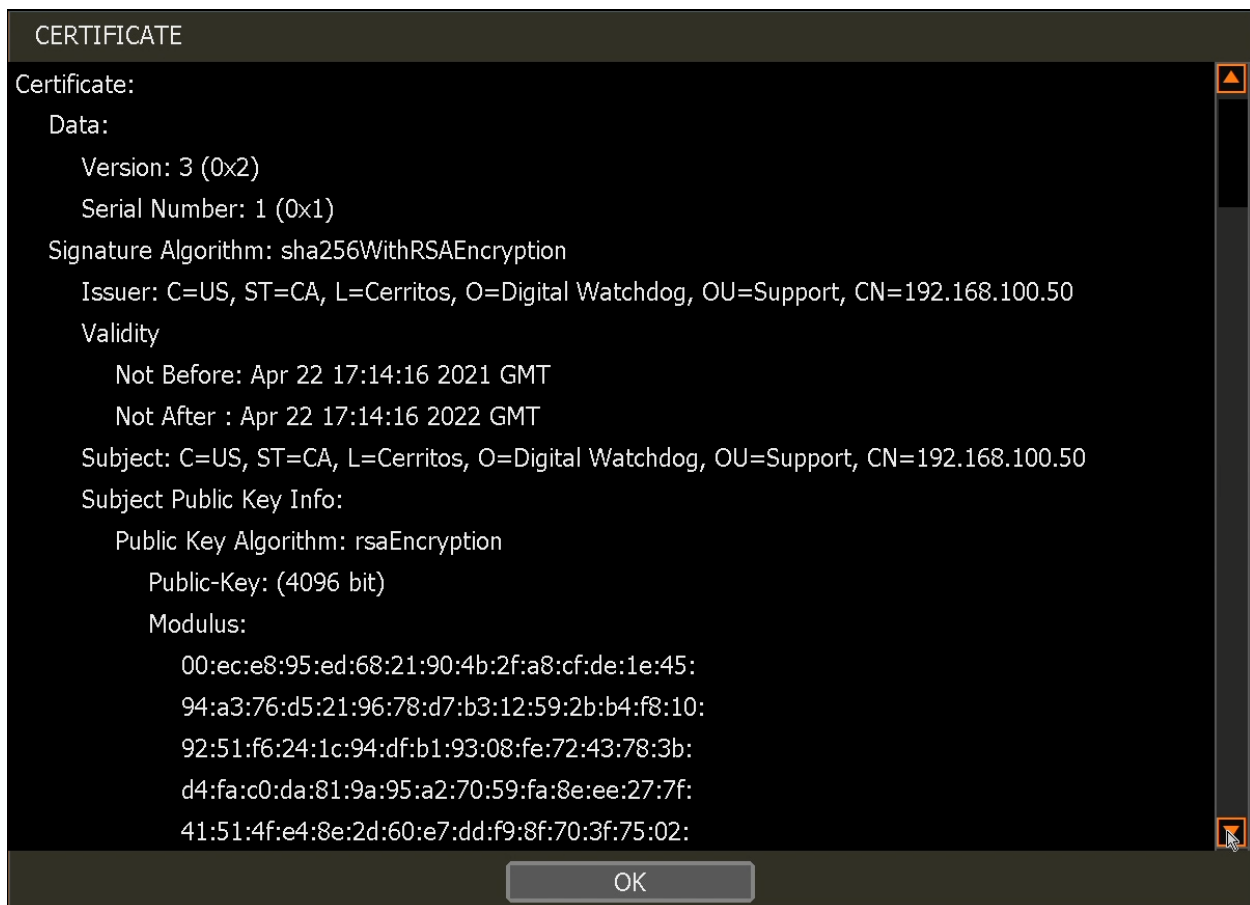 CERTIFICATE
Certificate:
Data:
Version: 3 (0x2)
Serial Number: 1 (0x1)
Signature Algorithm: sha256WithRSAEncryption
Issuer: C=US, ST=CA, L=Cerritos, O=Digital Watchdog, OU=Support, CN=192.168.100.50
Validity
Not Before: Apr 22 17:14:16 2021 GMT
Not After : Apr 22 17:14:16 2022 GMT
Subject: C=US, ST=CA, L=Cerritos, O=Digital Watchdog, OU=Support, CN=192.168.100.50
Subject Public Key Info:
Public Key Algorithm: rsaEncryption
Public-Key: (4096 bit)
Modulus:
00:ec:e8:95:ed:68:21:90:4b:2f:a8:cf:de:1e:45:
94:a3:76:d5:21:96:78:d7:b3:12:59:2b:b4:f8:10:
92:51:f6:24:1c:94:df:b1:93:08:fe:72:43:78:3b:
d4:fa:c0:da:81:9a:95:a2:70:59:fa:8e:ee:27:7f:
41:51:4f:e4:8e:2d:60:e7:dd:f9:8f:70:3f:75:02:
OK